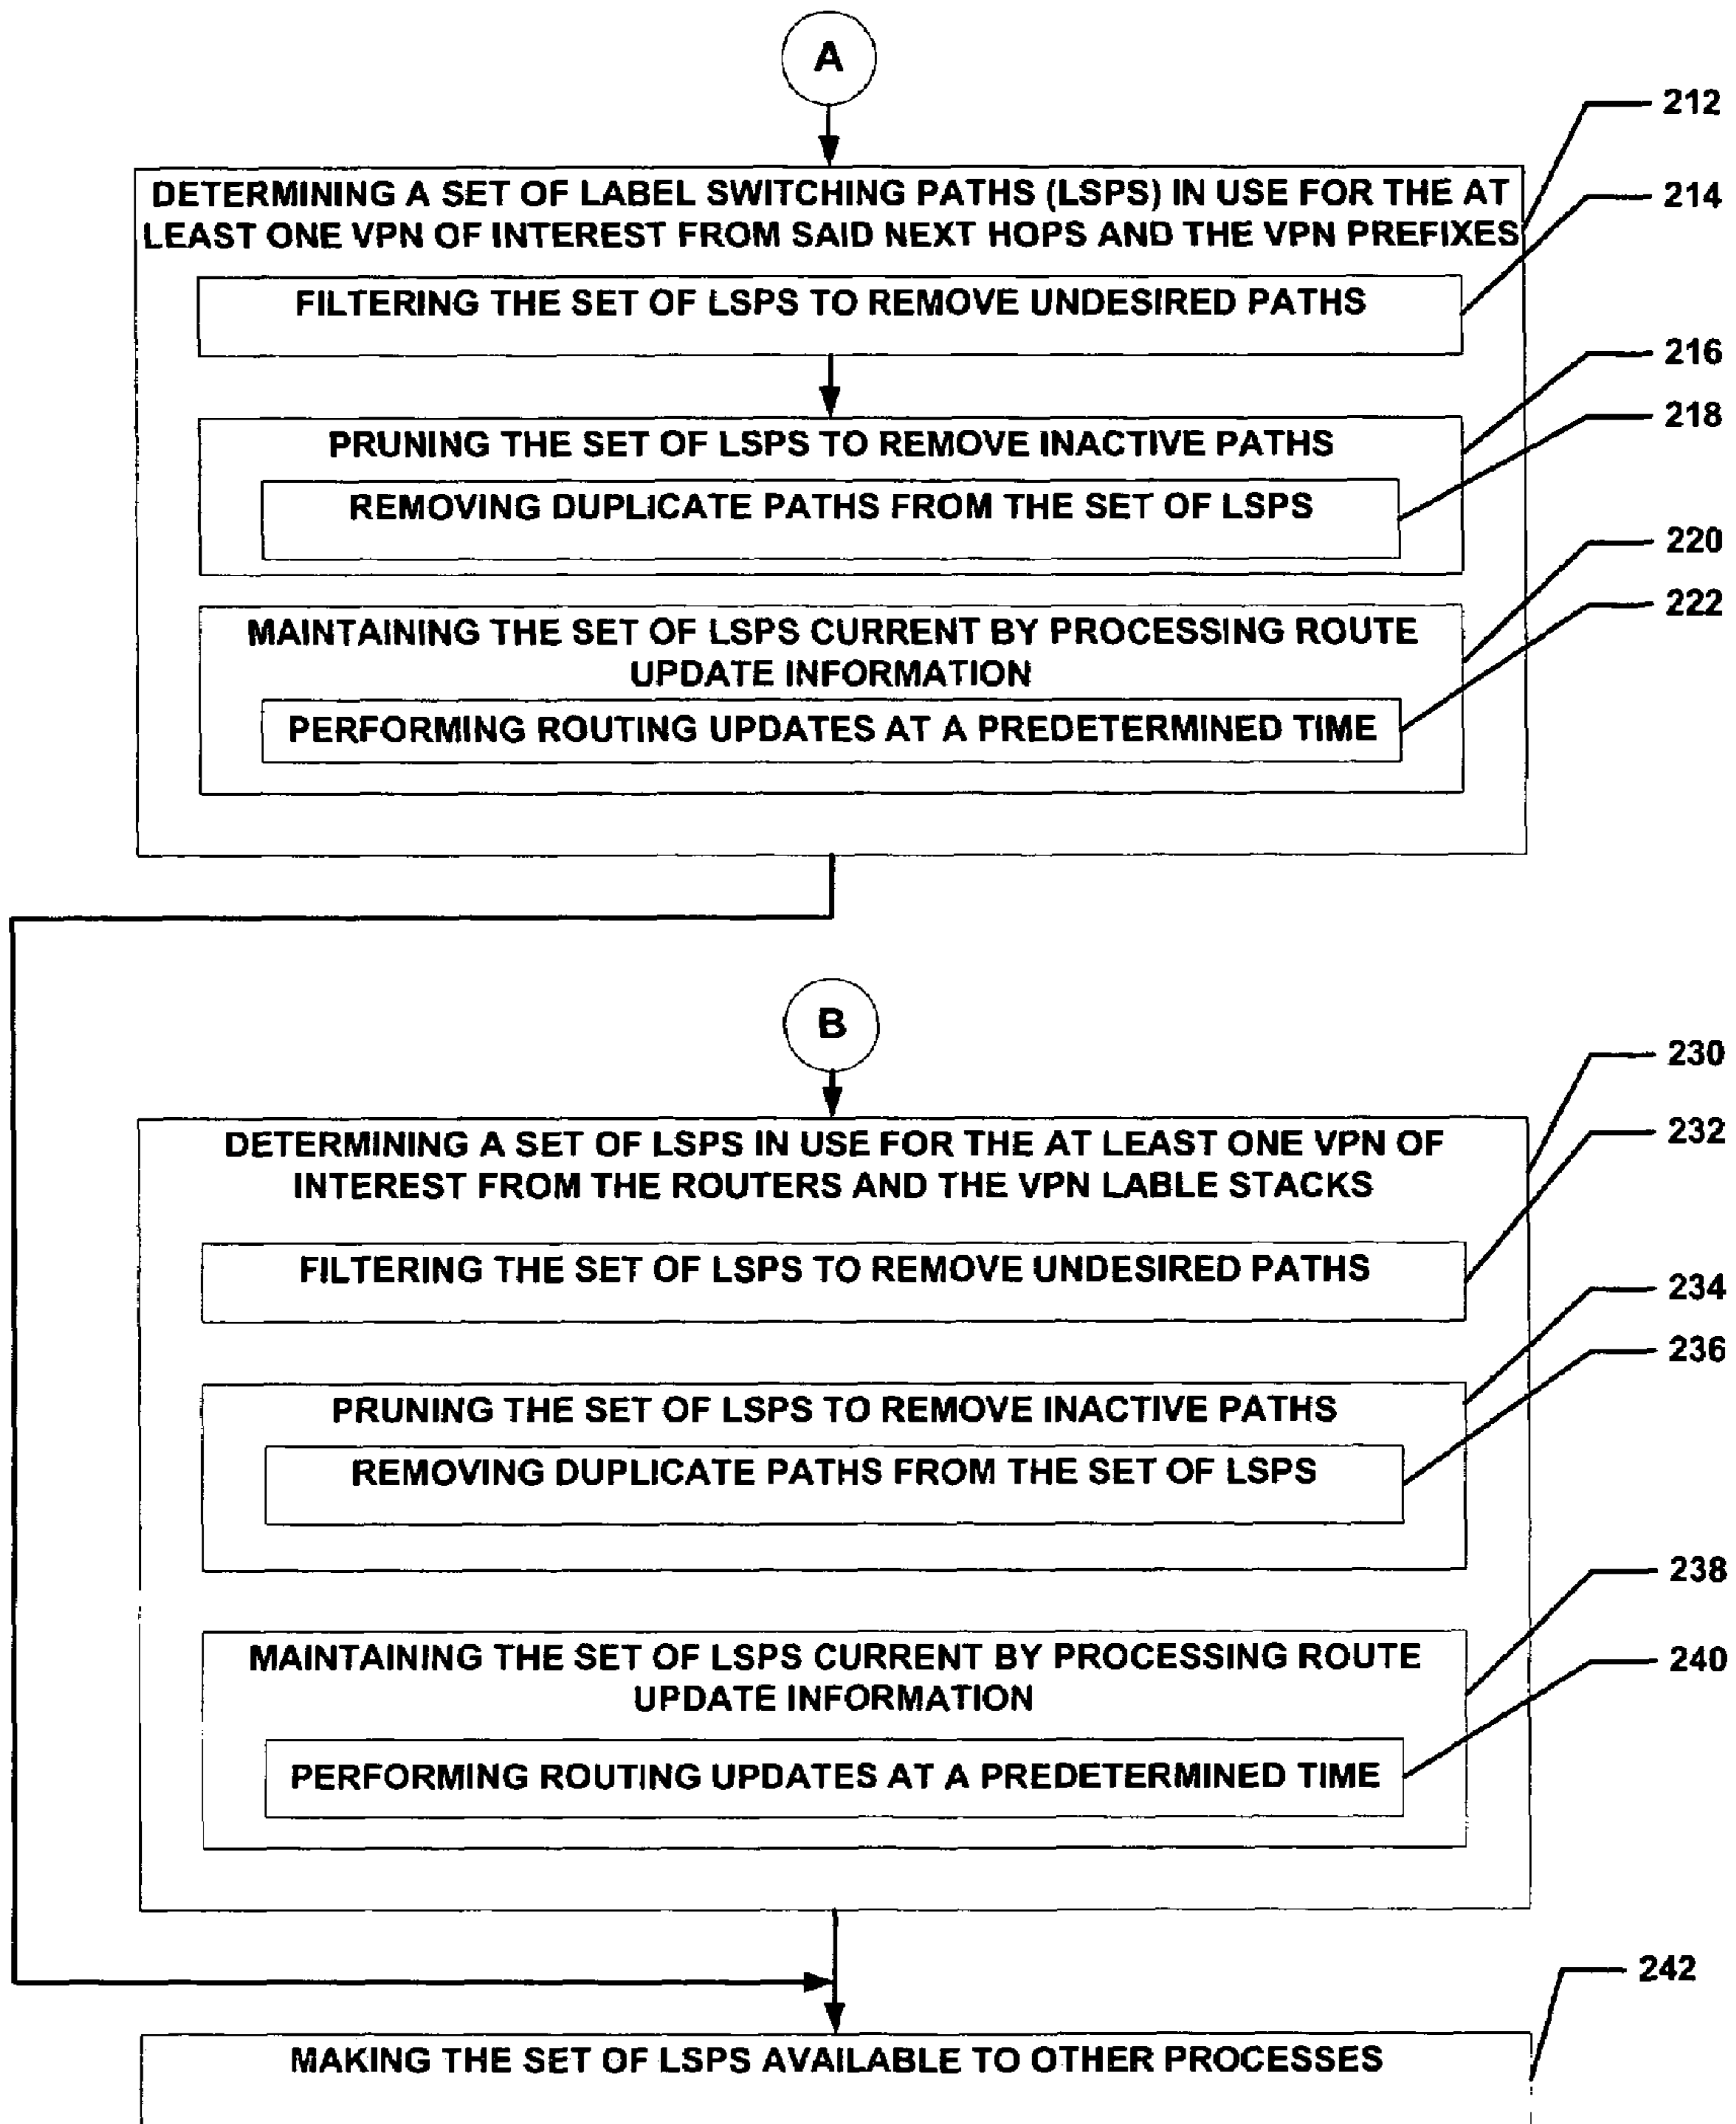 A
212
DETERMINING A SET OF LABEL SWITCHING PATHS (LSPS) IN USE FOR THE AT
LEAST ONE VPN OF INTEREST FROM SAID NEXT HOPS AND THE VPN PREFIXES
214
FILTERING THE SET OF LSPS TO REMOVE UNDESIRED PATHS
216
PRUNING THE SET OF LSPS TO REMOVE INACTIVE PATHS
218
REMOVING DUPLICATE PATHS FROM THE SET OF LSPS
220
MAINTAINING THE SET OF LSPS CURRENT BY PROCESSING ROUTE
UPDATE INFORMATION
222
PERFORMING ROUTING UPDATES AT A PREDETERMINED TIME
B
230
DETERMINING A SET OF LSPS IN USE FOR THE AT LEAST ONE VPN OF
INTEREST FROM THE ROUTERS AND THE VPN LABLE STACKS
232
FILTERING THE SET OF LSPS TO REMOVE UNDESIRED PATHS
234
PRUNING THE SET OF LSPS TO REMOVE INACTIVE PATHS
236
REMOVING DUPLICATE PATHS FROM THE SET OF LSPS
238
MAINTAINING THE SET OF LSPS CURRENT BY PROCESSING ROUTE
UPDATE INFORMATION
240
PERFORMING ROUTING UPDATES AT A PREDETERMINED TIME
242
MAKING THE SET OF LSPS AVAILABLE TO OTHER PROCESSES